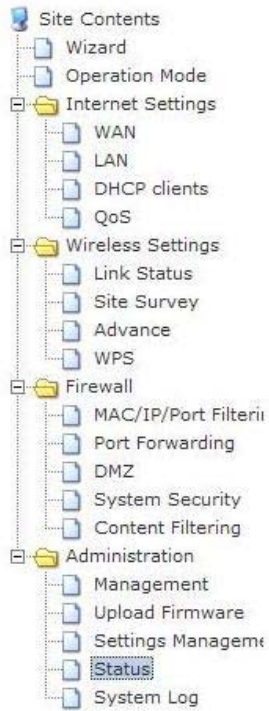 Site Contents
Wizard
Operation Mode
Internet Settings
WAN
LAN
DHCP clients
QoS
Wireless Settings
Link Status
Site Survey
Advance
WPS
Firewall
MAC/IP/Port Filterii
Port Forwarding
DMZ
System Security
Content Filtering
Administration
Management
Upload Firmware
Settings Manageme
Status
System Log